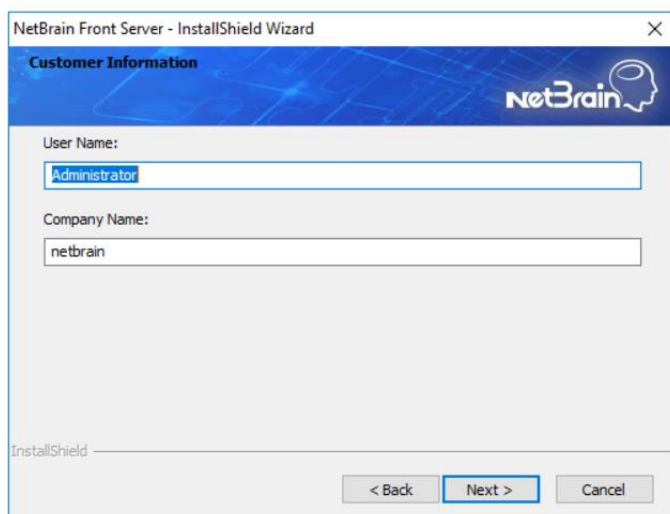 NetBrain Front Server - InstallShield Wizard
Customer Information
NetBrain
User Name:
Administrator
Company Name:
netbrain
InstallShield
< Back Next > Cancel